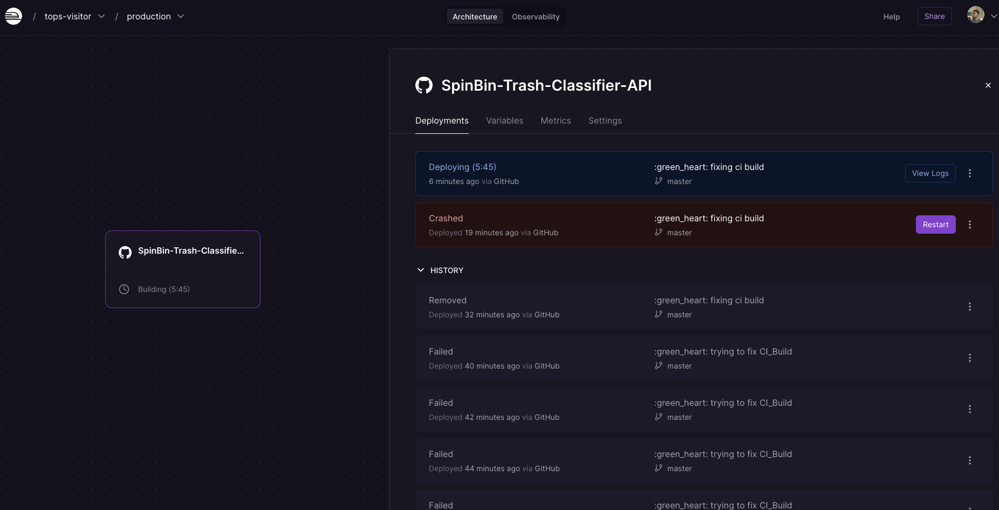 / tops-visitor / production
Architecture Observability
Help Share
SpinBin-Trash-Classifier-API
Deployments Variables Metrics Settings
Deploying (5:45) :green_heart: fixing ci build
6 minutes ago via GitHub master
View Logs
Crashed :green_heart: fixing ci build
Deployed 19 minutes ago via GitHub master
Restart
SpinBin-Trash-Classifie...
Building (5:45)
HISTORY
Removed :green_heart: fixing ci build
Deployed 32 minutes ago via GitHub master
Failed :green_heart: trying to fix CI_Build
Deployed 40 minutes ago via GitHub master
Failed :green_heart: trying to fix CI_Build
Deployed 42 minutes ago via GitHub master
Failed :green_heart: trying to fix CI_Build
Deployed 44 minutes ago via GitHub master
Failed :green_heart: trying to fix CI_Build